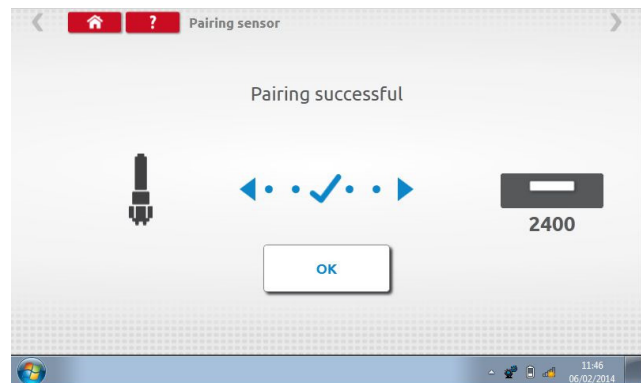 ? Pairing sensor
Pairing successful
2400
OK
11:46
06/02/2014